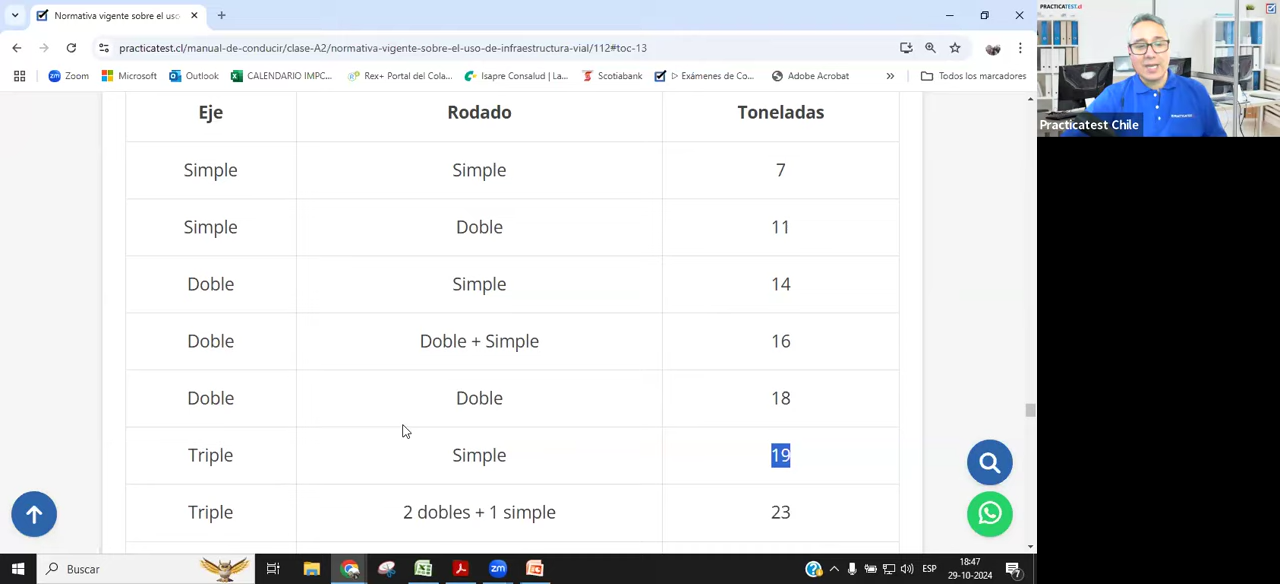 Normativa vigente sobre el uso
practicatest.cl/manual-de-conducir/clase-A2/normativa-vigente-sobre-el-uso-de-infraestructura-vial/112#toc-13
Zoom
Microsoft
Outlook
CALENDARIO IMPC...
Rex+ Portal del Cola...
Isapre Consalud | La...
Scotiabank
▷ Exámenes de Co...
Adobe Acrobat
»
Todos los marcadores
PRACTICATEST.cl
Practicatest Chile
Eje Rodado Toneladas
Simple Simple 7
Simple Doble 11
Doble Simple 14
Doble Doble + Simple 16
Doble Doble 18
Triple Simple 19
Triple 2 dobles + 1 simple 23
Buscar
ESP
18:47
29-10-2024
7